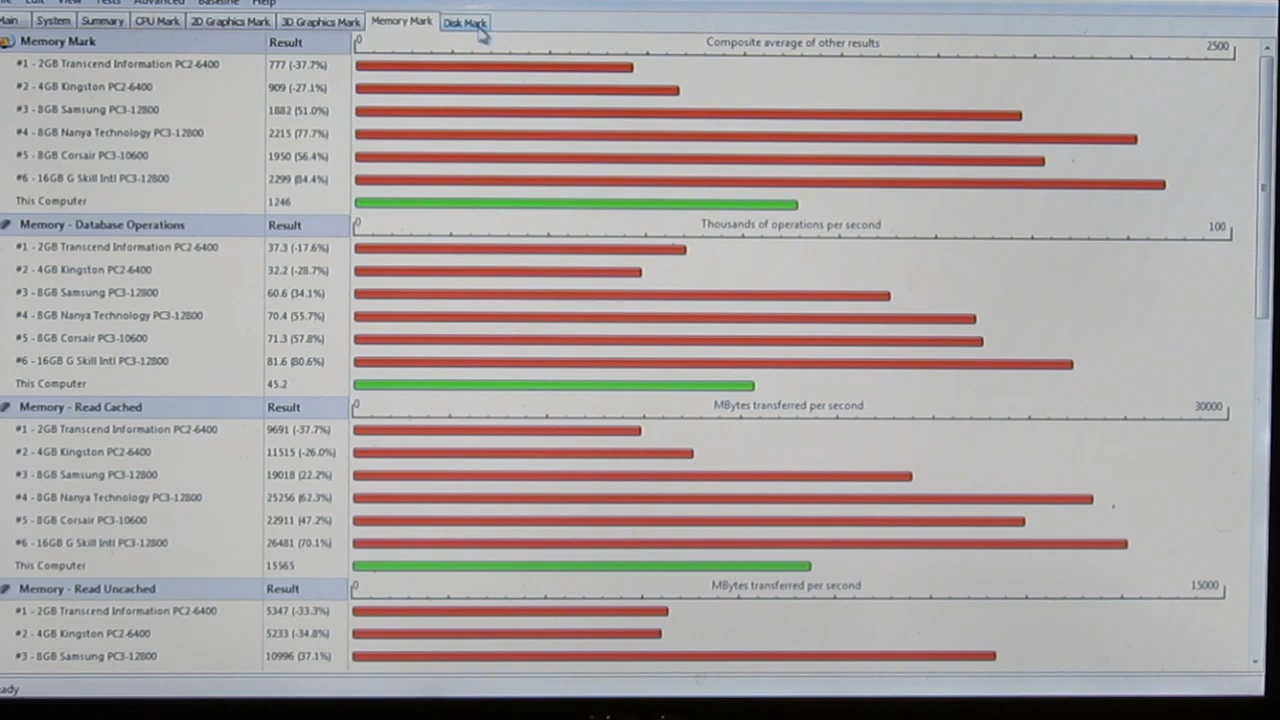 Edit View Tests Advanced Baseline Help
Main System Summary CPU Mark 2D Graphics Mark 3D Graphics Mark Memory Mark Disk Mark
Memory Mark Result 0 Composite average of other results 2500
#1 - 2GB Transcend Information PC2-6400 777 (-37.7%)
#2 - 4GB Kingston PC2-6400 909 (-27.1%)
#3 - 8GB Samsung PC3-12800 1882 (51.0%)
#4 - 8GB Nanya Technology PC3-12800 2215 (77.7%)
#5 - 8GB Corsair PC3-10600 1950 (56.4%)
#6 - 16GB G Skill Intl PC3-12800 2299 (84.4%)
This Computer 1246
Memory - Database Operations Result 0 Thousands of operations per second 100
#1 - 2GB Transcend Information PC2-6400 37.3 (-17.6%)
#2 - 4GB Kingston PC2-6400 32.2 (-28.7%)
#3 - 8GB Samsung PC3-12800 60.6 (34.1%)
#4 - 8GB Nanya Technology PC3-12800 70.4 (55.7%)
#5 - 8GB Corsair PC3-10600 71.3 (57.8%)
#6 - 16GB G Skill Intl PC3-12800 81.6 (80.6%)
This Computer 45.2
Memory - Read Cached Result 0 MBytes transferred per second 30000
#1 - 2GB Transcend Information PC2-6400 9691 (-37.7%)
#2 - 4GB Kingston PC2-6400 11515 (-26.0%)
#3 - 8GB Samsung PC3-12800 19018 (22.2%)
#4 - 8GB Nanya Technology PC3-12800 25256 (62.3%)
#5 - 8GB Corsair PC3-10600 22911 (47.2%)
#6 - 16GB G Skill Intl PC3-12800 26481 (70.1%)
This Computer 15565
Memory - Read Uncached Result 0 MBytes transferred per second 15000
#1 - 2GB Transcend Information PC2-6400 5347 (-33.3%)
#2 - 4GB Kingston PC2-6400 5233 (-34.8%)
#3 - 8GB Samsung PC3-12800 10996 (37.1%)
ady